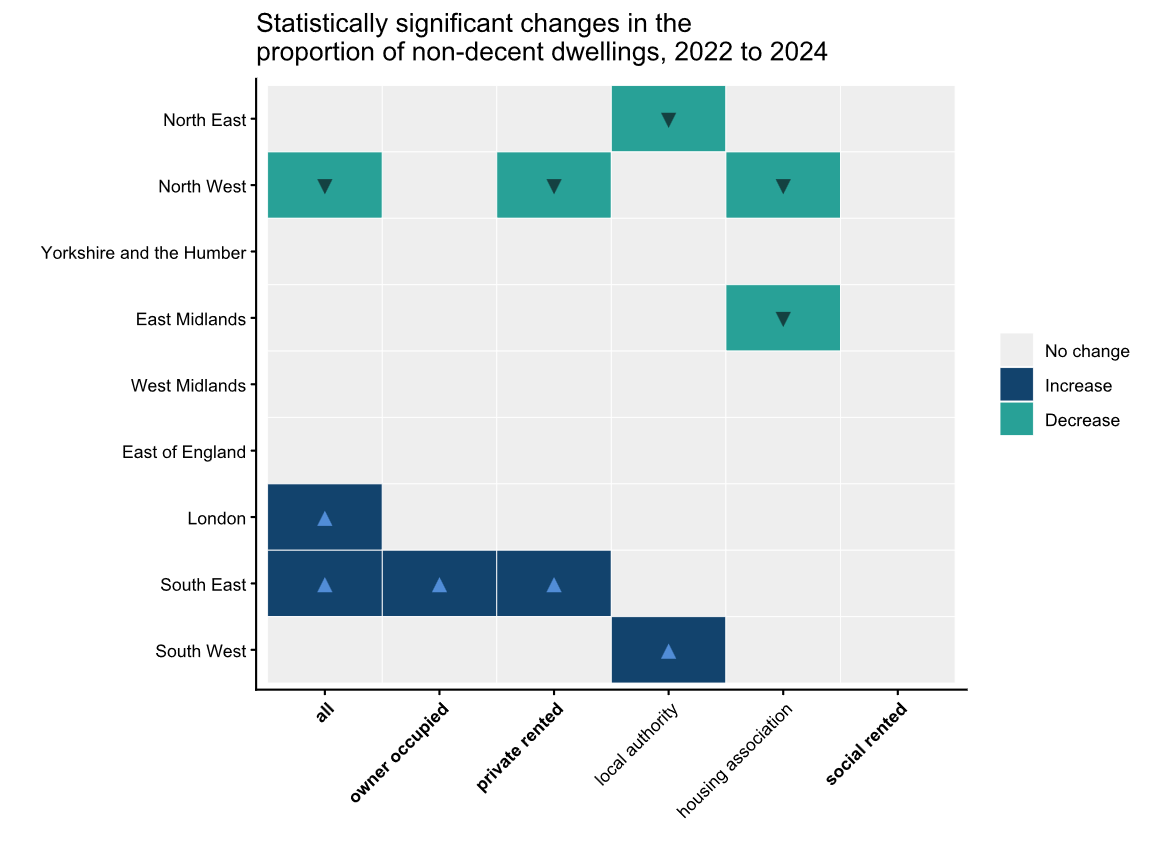 Statistically significant changes in the
proportion of non-decent dwellings, 2022 to 2024
North East
North West
Yorkshire and the Humber
East Midlands
West Midlands
East of England
London
South East
South West
No change
Increase
Decrease
all
owner occupied
private rented
local authority
housing association
social rented